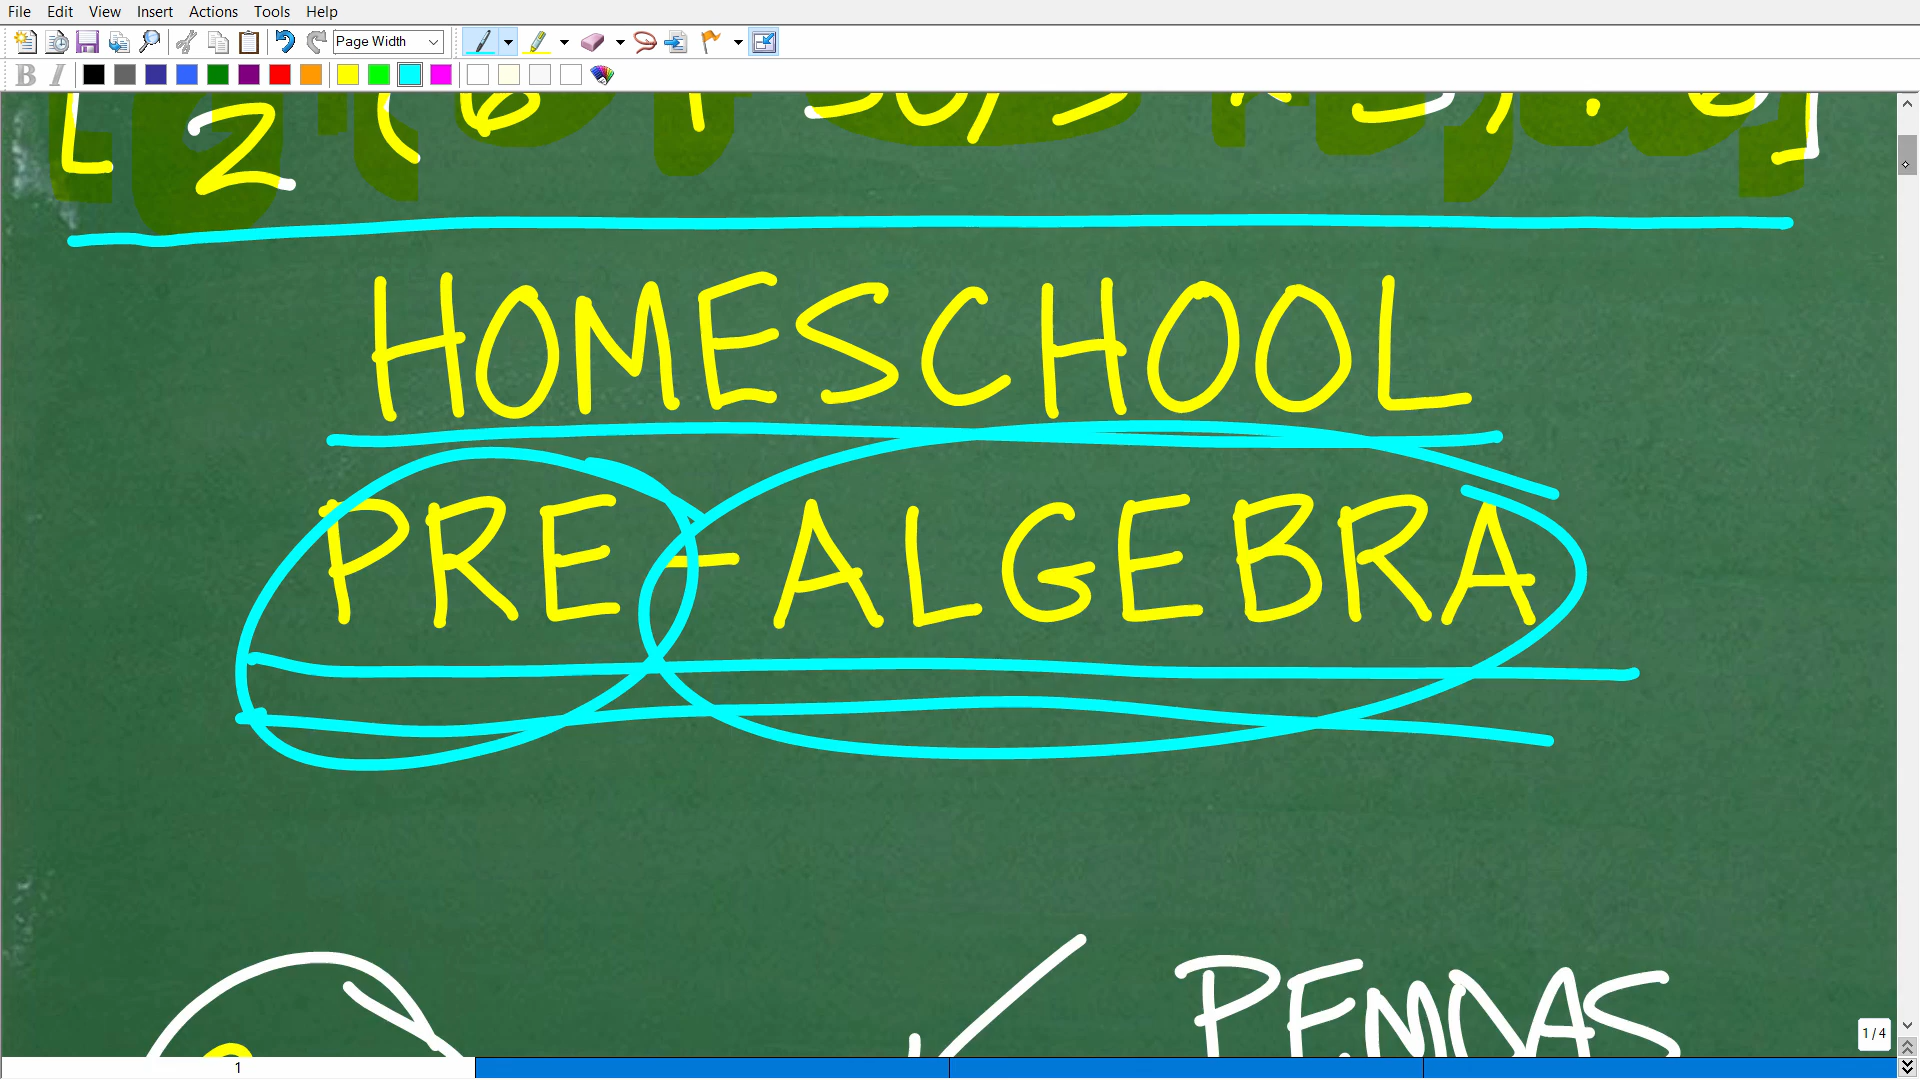 File Edit View Insert Actions Tools Help
Page Width
B I
HOMESCHOOL
PRE-ALGEBRA
PEMDAS
1 / 4
1